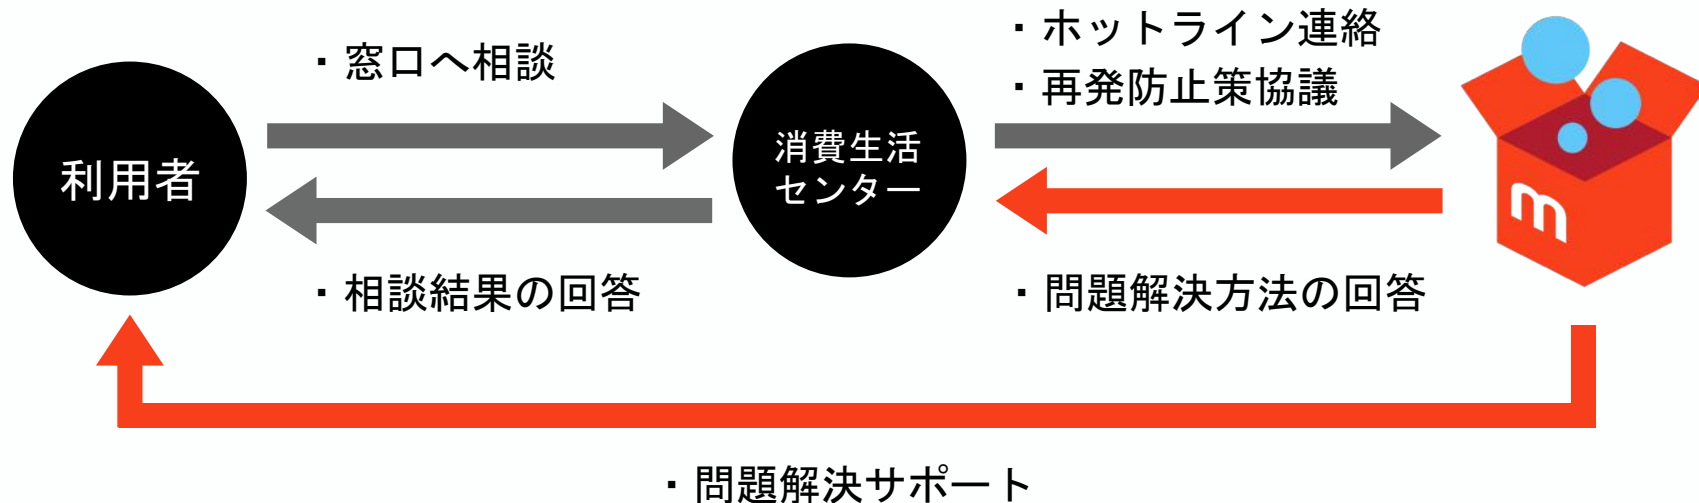 ・窓口へ相談
・ホットライン連絡
・再発防止策協議
利用者
消費生活
センター
m
・相談結果の回答
・問題解決方法の回答
・問題解決サポート